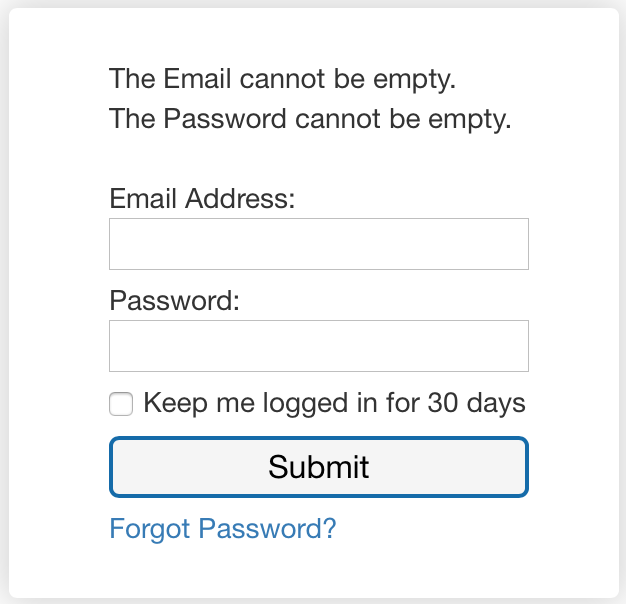 The Email cannot be empty.
The Password cannot be empty.
Email Address:
Password:
Keep me logged in for 30 days
Submit
Forgot Password?